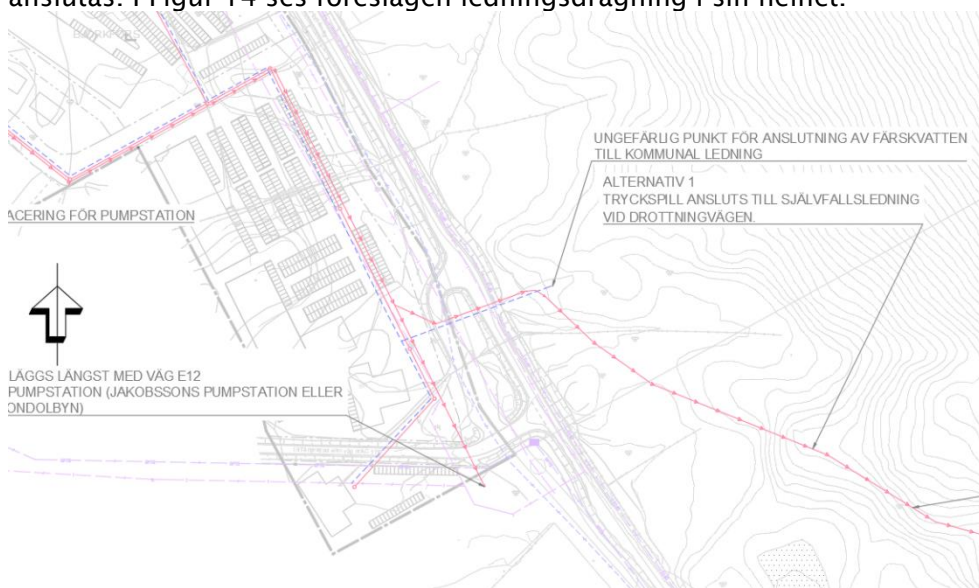 anslutas. I Figur 14 ses föreslagen ledningsdragning i sin helhet.
UNGEFÄRLIG PUNKT FÖR ANSLUTNING AV FÄRSKVATTEN
TILL KOMMUNAL LEDNING
ALTERNATIV 1
TRYCKSPILL ANSLUTS TILL SJÄLVFALLSLEDNING
VID DROTTNINGVÄGEN.
ACERING FÖR PUMPSTATION
LÄGGS LÄNGST MED VÄG E12
PUMPSTATION (JAKOBSSONS PUMPSTATION ELLER
ONDOLBYN)